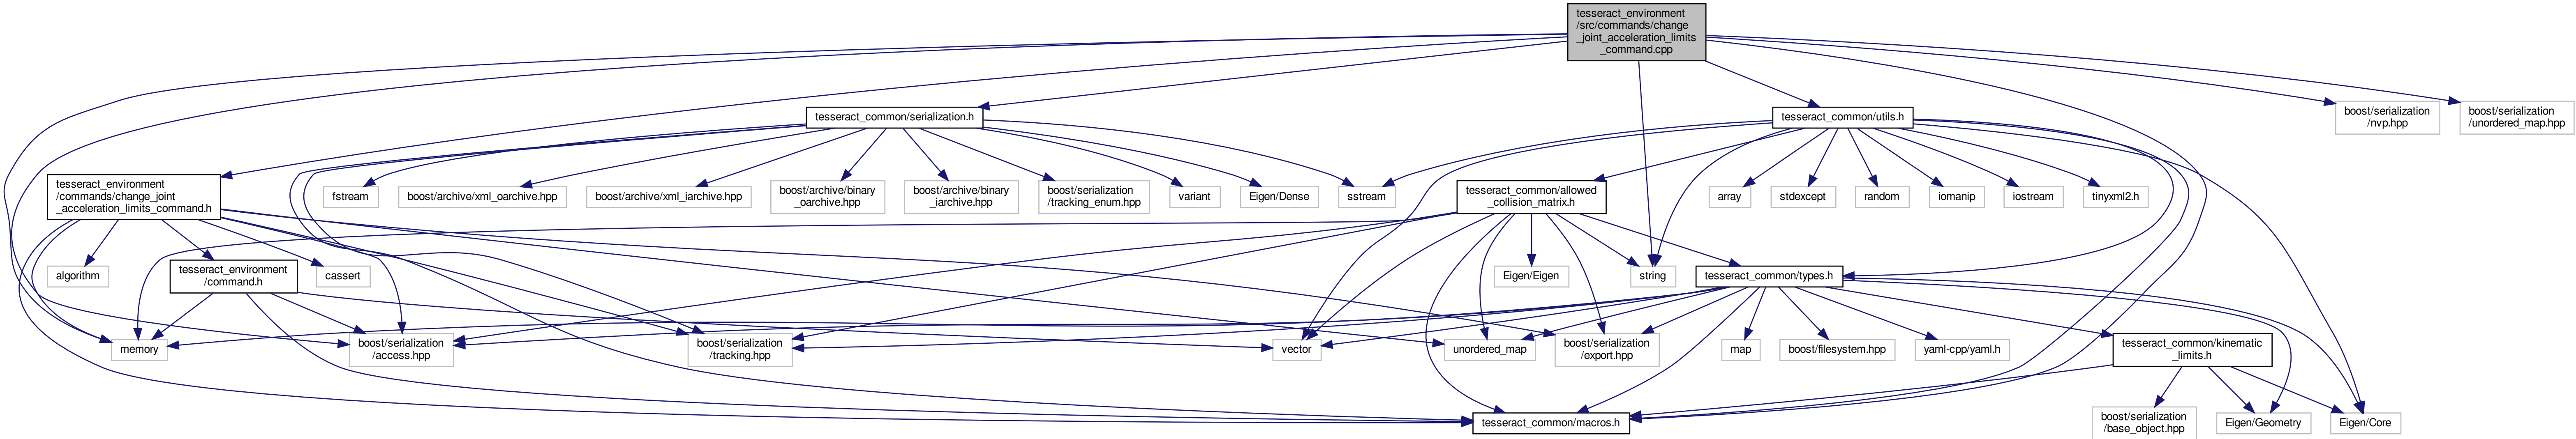 tesseract_environment
/src/commands/change
_joint_acceleration_limits
_command.cpp
tesseract_common/serialization.h
tesseract_common/utils.h
boost/serialization
/nvp.hpp
boost/serialization
/unordered_map.hpp
tesseract_environment
/commands/change_joint
_acceleration_limits_command.h
fstream
boost/archive/xml_oarchive.hpp
boost/archive/xml_iarchive.hpp
boost/archive/binary
_oarchive.hpp
boost/archive/binary
_iarchive.hpp
boost/serialization
/tracking_enum.hpp
variant
Eigen/Dense
sstream
tesseract_common/allowed
_collision_matrix.h
array
stdexcept
random
iomanip
iostream
tinyxml2.h
algorithm
tesseract_environment
/command.h
cassert
Eigen/Eigen
string
tesseract_common/types.h
memory
boost/serialization
/access.hpp
boost/serialization
/tracking.hpp
vector
unordered_map
boost/serialization
/export.hpp
map
boost/filesystem.hpp
yaml-cpp/yaml.h
tesseract_common/kinematic
_limits.h
tesseract_common/macros.h
boost/serialization
/base_object.hpp
Eigen/Geometry
Eigen/Core